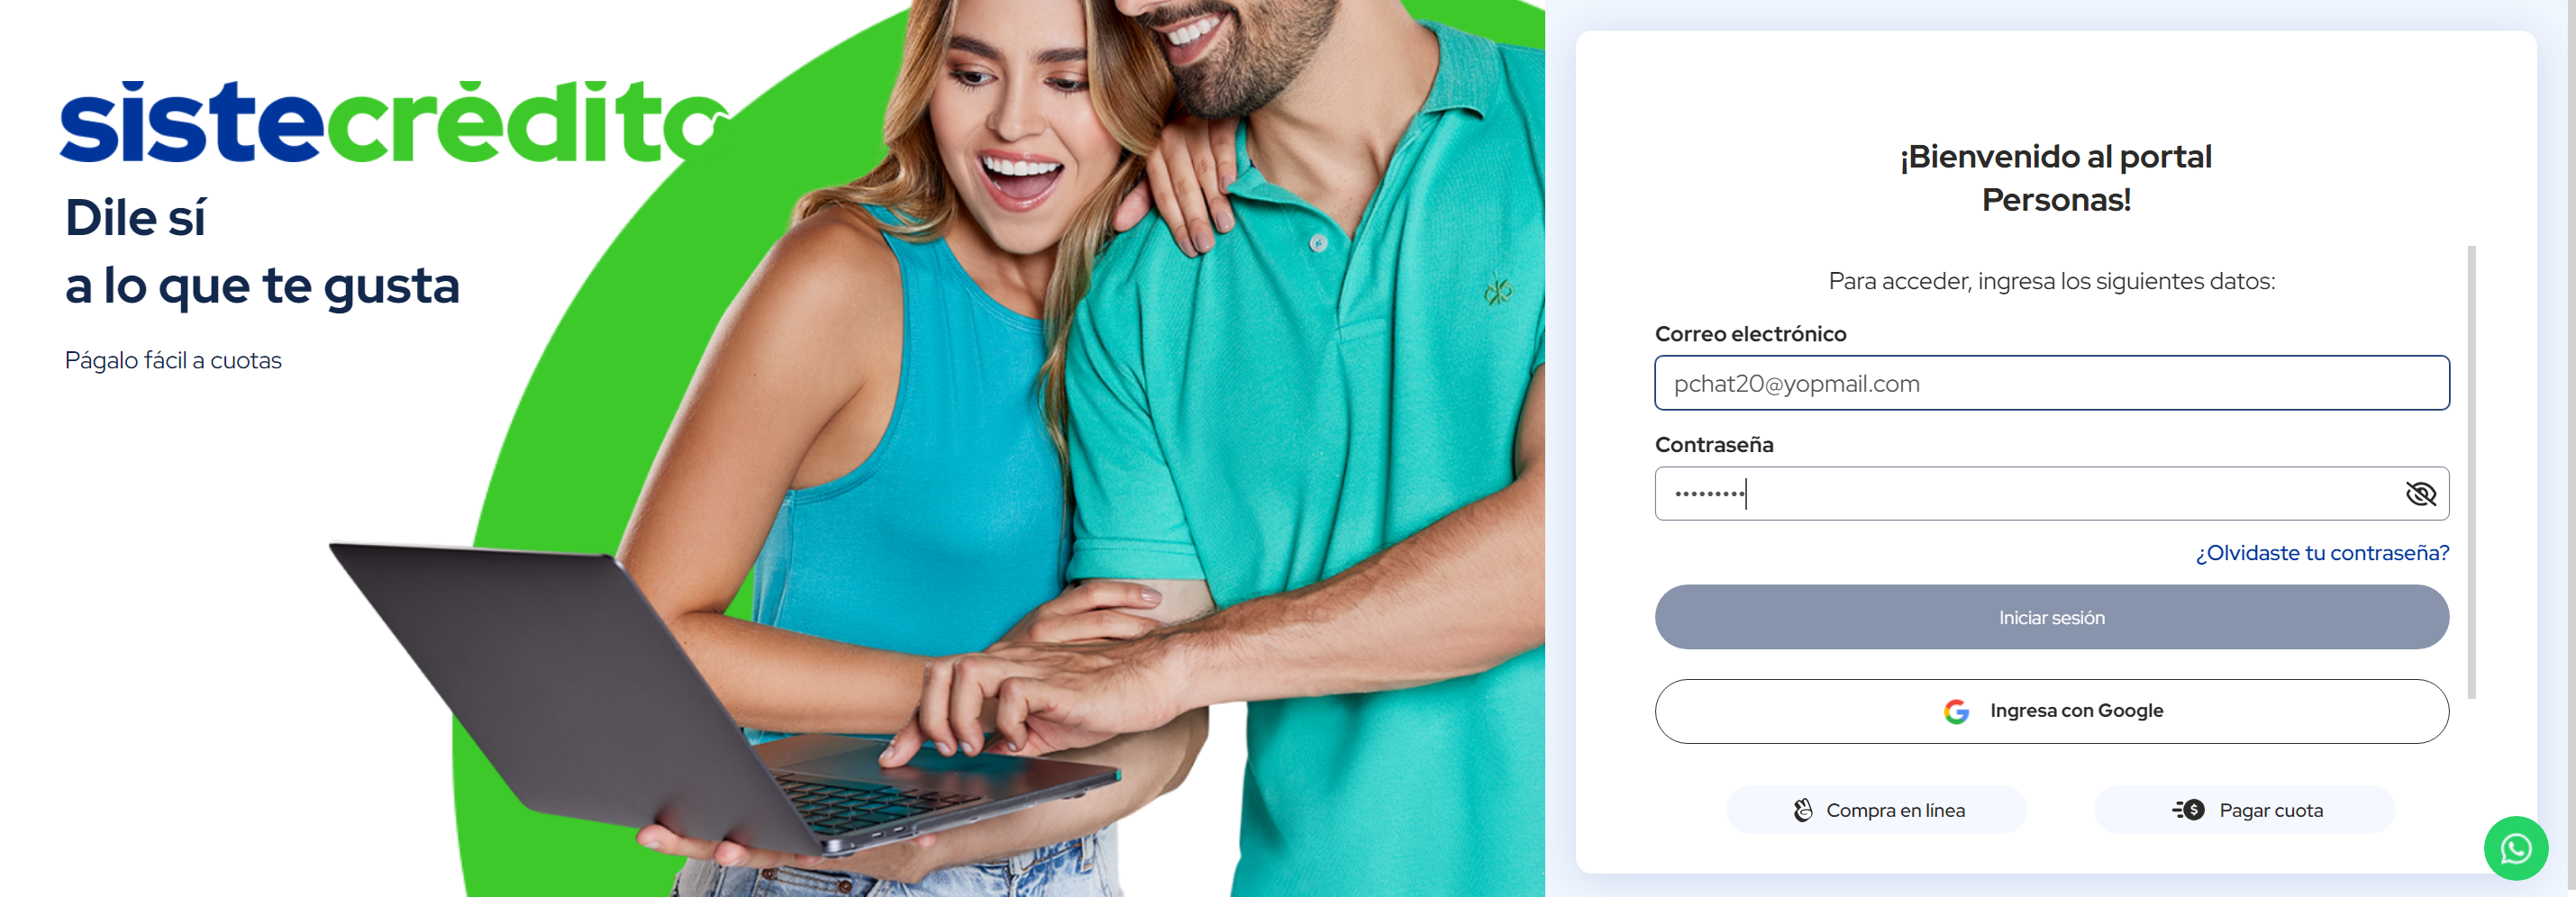 sistecrédito
Dile sí
a lo que te gusta
Págalo fácil a cuotas
¡Bienvenido al portal
Personas!
Para acceder, ingresa los siguientes datos:
Correo electrónico
pchat20@yopmail.com
Contraseña
•••••••••
¿Olvidaste tu contraseña?
Iniciar sesión
Ingresa con Google
Compra en línea
Pagar cuota